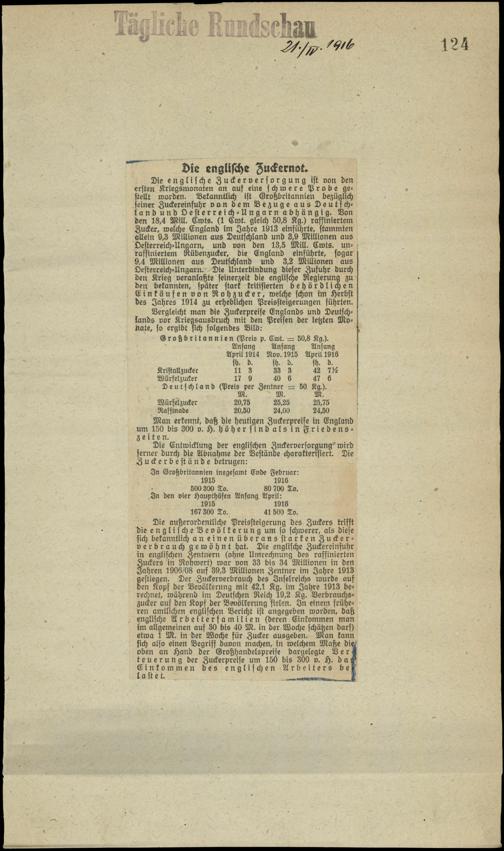 Tägliche Rundschau
21./IV. 1916
124
Die englische Zuckernot.
Die englische Zuckerversorgung ist von den
ersten Kriegsmonaten an auf eine schwere Probe ge-
stellt worden. Bekanntlich ist Großbritannien bezüglich
seiner Zuckereinfuhr von dem Bezuge aus Deutsch-
land und Oesterreich-Ungarn abhängig. Von
den 18,4 Mill. Cwts. (1 Cwt. gleich 50,8 Kg.) raffinierten
Zucker, welche England im Jahre 1913 einführte, stammten
allein 9,3 Millionen aus Deutschland und 3,9 Millionen aus
Oesterreich-Ungarn, und von den 13,5 Mill. Cwts. un-
raffiniertem Rübenzucker, die England einführte, sogar
9,4 Millionen aus Deutschland und 3,2 Millionen aus
Oesterreich-Ungarn. Die Unterbindung dieser Zufuhr durch
den Krieg veranlaßte seinerzeit die englische Regierung zu
den bekannten, später stark kritisierten behördlichen
Einkäufen von Rohzucker, welche schon im Herbst
des Jahres 1914 zu erheblichen Preissteigerungen führten.
Vergleicht man die Zuckerpreise Englands und Deutsch-
lands vor Kriegsausbruch mit den Preisen der letzten Mo-
nate, so ergibt sich folgendes Bild:
Großbritannien (Preis p. Cwt. = 50,8 Kg.)
Anfang Anfang Anfang
April 1914 Nov. 1915 April 1916
sh. d. sh. d. sh. d.
Kristallzucker 11 3 33 3 42 7½
Würfelzucker 17 9 40 6 47 6
Deutschland (Preis per Zentner = 50 Kg.).
M. M. M.
Würfelzucker 20,75 25,25 25,75
Raffinade 20,50 24,00 24,50
Man erkennt, daß die heutigen Zuckerpreise in England
um 150 bis 300 v. H. höher sind als in Friedens-
zeiten.
Die Entwicklung der englischen Zuckerversorgung wird
ferner durch die Abnahme der Bestände charakterisiert. Die
Zuckerbestände betrugen:
In Großbritannien insgesamt Ende Februar:
1915 1916
500 300 To. 80 700 To.
In den vier Haupthäfen Anfang April:
1915 1916
167 300 To. 41 500 To.
Die außerordentliche Preissteigerung des Zuckers trifft
die englische Bevölkerung um so schwerer, als diese
sich bekanntlich an einen überaus starken Zucker-
verbrauch gewöhnt hat. Die englische Zuckereinfuhr
in englischen Zentnern (ohne Umrechnung des raffinierten
Zuckers in Rohwert) war von 33 bis 34 Millionen in den
Jahren 1906/08 auf 39,3 Millionen Zentner im Jahre 1913
gestiegen. Der Zuckerverbrauch des Inselreichs wurde auf
den Kopf der Bevölkerung mit 42,1 Kg. im Jahre 1913 be-
rechnet, während im Deutschen Reich 19,2 Kg. Verbrauchs-
zucker auf den Kopf der Bevölkerung fielen. In einem frühe-
ren amtlichen englischen Bericht ist angegeben worden, daß
englische Arbeiterfamilien (deren Einkommen man
im allgemeinen auf 30 bis 40 M. in der Woche schätzen darf)
etwa 1 M. in der Woche für Zucker ausgeben. Man kann
sich also einen Begriff davon machen, in welchem Maße die
oben an Hand der Großhandelspreise dargelegte Ver
teuerung der Zuckerpreise um 150 bis 300 v. H. das
Einkommen des englischen Arbeiters be
lastet.